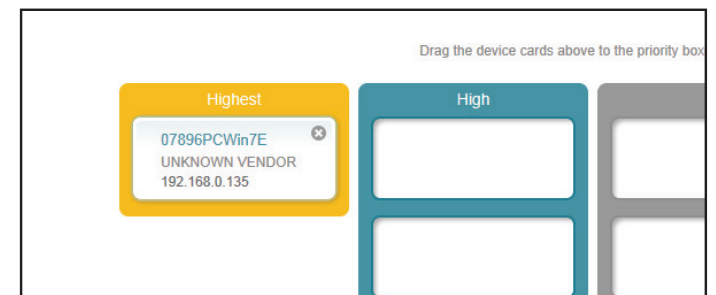 Drag the device cards above to the priority box
Highest
High
07896PCWin7E
UNKNOWN VENDOR
192.168.0.135